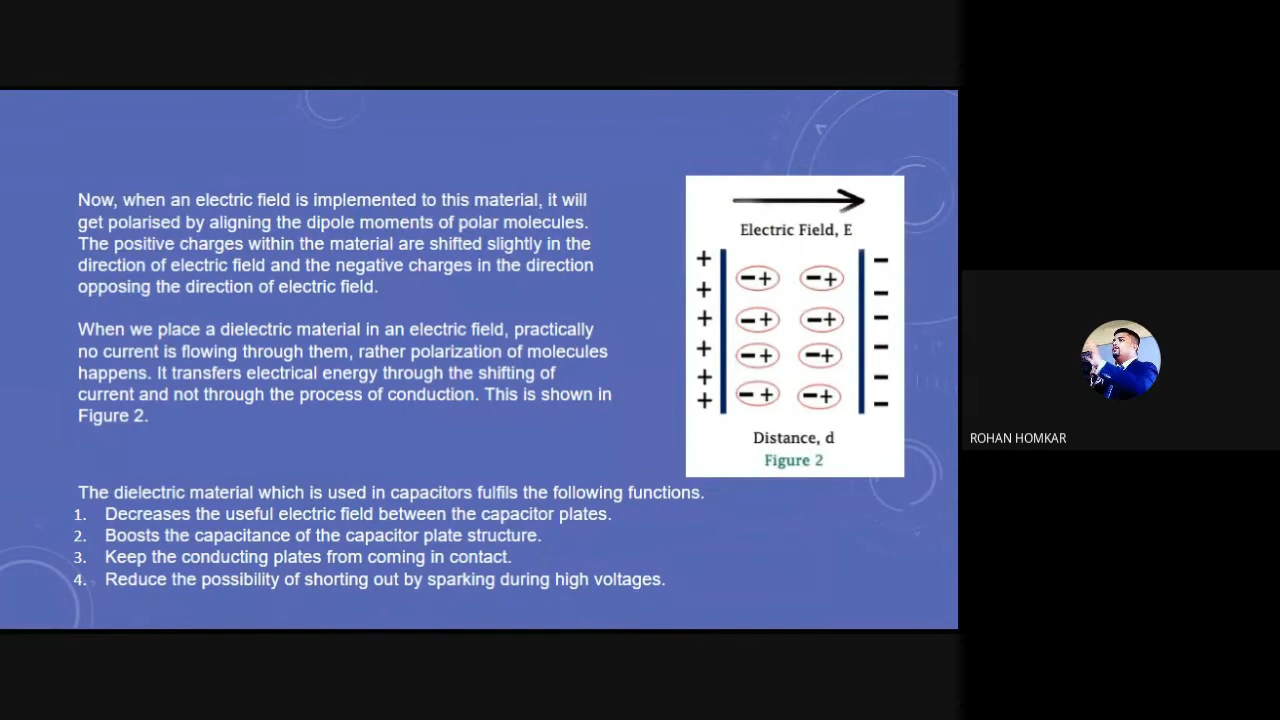 Now, when an electric field is implemented to this material, it will
get polarised by aligning the dipole moments of polar molecules.
The positive charges within the material are shifted slightly in the
direction of electric field and the negative charges in the direction
opposing the direction of electric field.
When we place a dielectric material in an electric field, practically
no current is flowing through them, rather polarization of molecules
happens. It transfers electrical energy through the shifting of
current and not through the process of conduction. This is shown in
Figure 2.
Electric Field, E
+ -+ -+ −
+ -+ -+ −
+ -+ -+ −
+ -+ -+ −
+ −
+ −
Distance, d
Figure 2
The dielectric material which is used in capacitors fulfils the following functions.
1. Decreases the useful electric field between the capacitor plates.
2. Boosts the capacitance of the capacitor plate structure.
3. Keep the conducting plates from coming in contact.
4. Reduce the possibility of shorting out by sparking during high voltages.
ROHAN HOMKAR